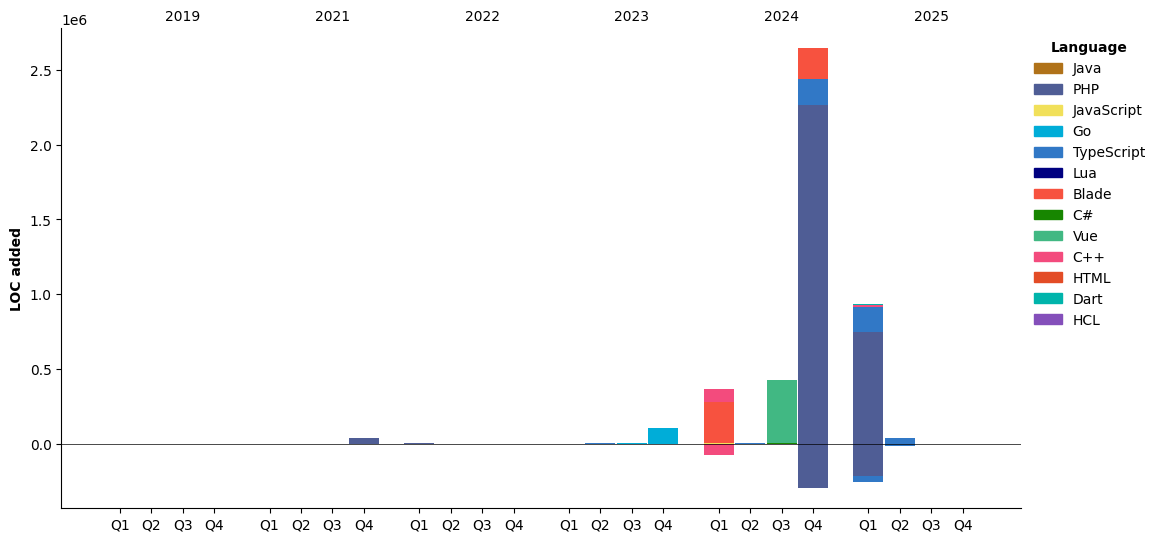 1e6
2019 2021 2022 2023 2024 2025
LOC added
2.5
2.0
1.5
1.0
0.5
0.0
Q1 Q2 Q3 Q4 Q1 Q2 Q3 Q4 Q1 Q2 Q3 Q4 Q1 Q2 Q3 Q4 Q1 Q2 Q3 Q4 Q1 Q2 Q3 Q4
Language
Java
PHP
JavaScript
Go
TypeScript
Lua
Blade
C#
Vue
C++
HTML
Dart
HCL